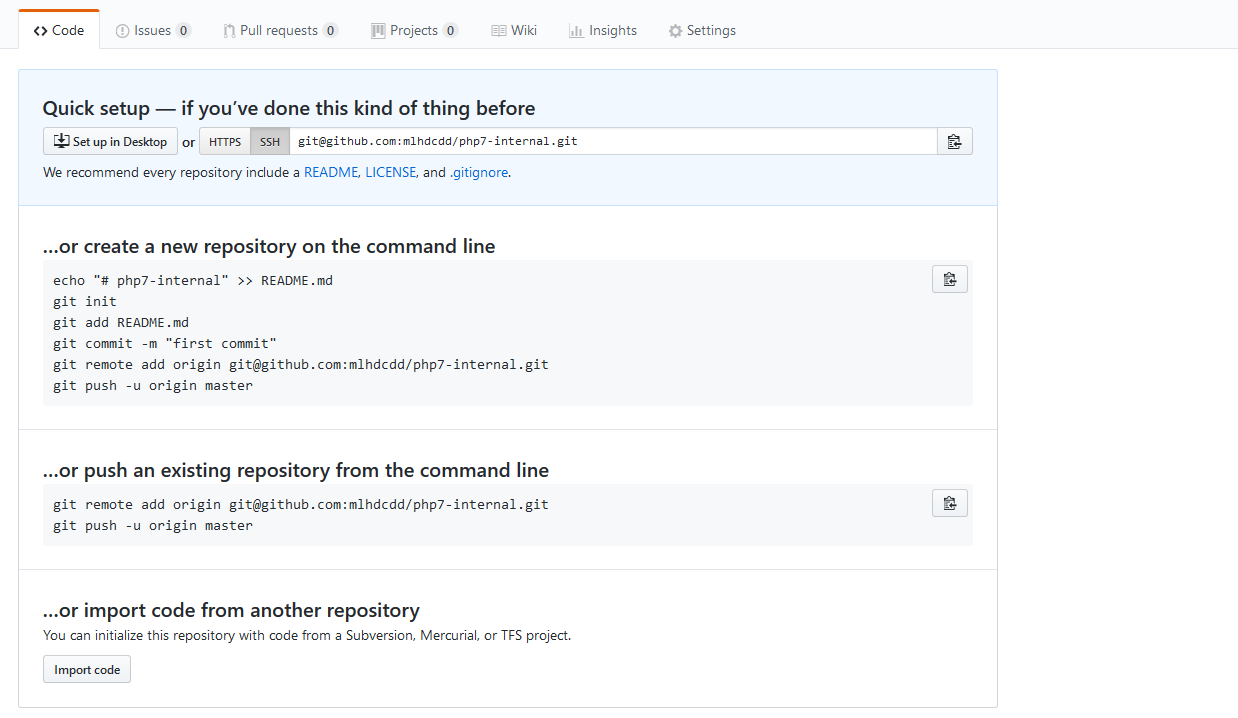 Code Issues 0 Pull requests 0 Projects 0 Wiki Insights Settings
Quick setup — if you’ve done this kind of thing before
Set up in Desktop or HTTPS SSH git@github.com:mlhdcdd/php7-internal.git
We recommend every repository include a README, LICENSE, and .gitignore.
…or create a new repository on the command line
echo "# php7-internal" >> README.md
git init
git add README.md
git commit -m "first commit"
git remote add origin git@github.com:mlhdcdd/php7-internal.git
git push -u origin master
…or push an existing repository from the command line
git remote add origin git@github.com:mlhdcdd/php7-internal.git
git push -u origin master
…or import code from another repository
You can initialize this repository with code from a Subversion, Mercurial, or TFS project.
Import code